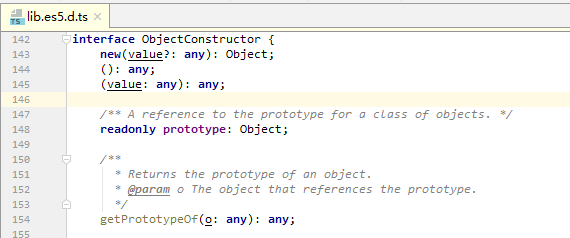 lib.es5.d.ts
142 interface ObjectConstructor {
143 new(value?: any): Object;
144 (): any;
145 (value: any): any;
146
147 /** A reference to the prototype for a class of objects. */
148 readonly prototype: Object;
149
150 /**
151 * Returns the prototype of an object.
152 * @param o The object that references the prototype.
153 */
154 getPrototypeOf(o: any): any;
155